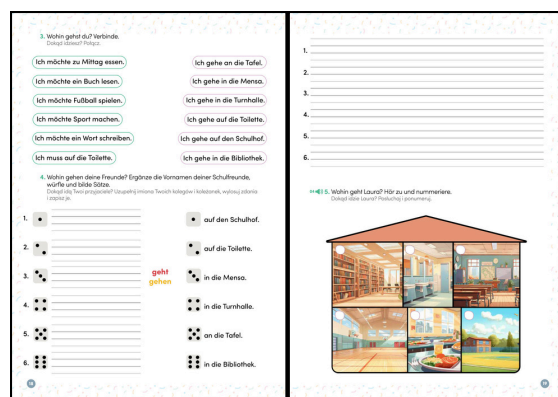 3. Wohin gehst du? Verbinde.
Dokąd idziesz? Połącz.
Ich möchte zu Mittag essen.
Ich möchte ein Buch lesen.
Ich möchte Fußball spielen.
Ich möchte Sport machen.
Ich möchte ein Wort schreiben.
Ich muss auf die Toilette.
Ich gehe an die Tafel.
Ich gehe in die Mensa.
Ich gehe in die Turnhalle.
Ich gehe auf die Toilette.
Ich gehe auf den Schulhof.
Ich gehe in die Bibliothek.
4. Wohin gehen deine Freunde? Ergänze die Vornamen deiner Schulfreunde,
würfle und bilde Sätze.
Dokąd idą Twoi przyjaciele? Uzupełnij imiona Twoich kolegów i koleżanek, wylosuj zdania
i zapisz je.
1.
2.
3.
4.
5.
6.
geht
gehen
auf den Schulhof.
auf die Toilette.
in die Mensa.
in die Turnhalle.
an die Tafel.
in die Bibliothek.
18
1.
2.
3.
4.
5.
6.
5. Wohin geht Laura? Hör zu und nummeriere.
Dokąd idzie Laura? Posłuchaj i ponumeruj.
19